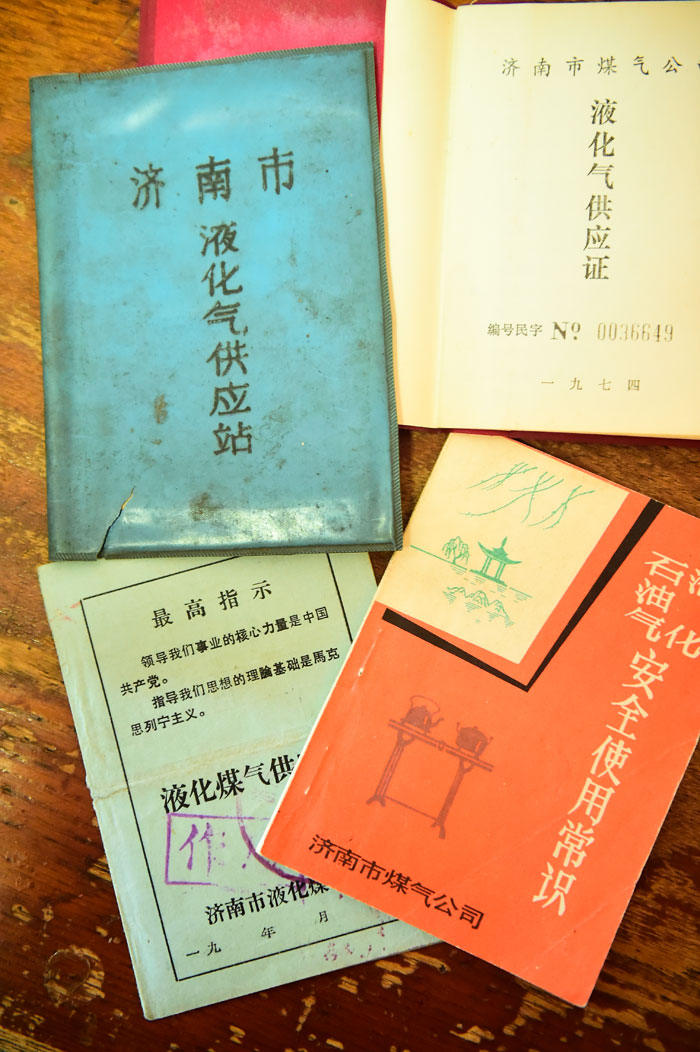 济南市
液化气供应站
济南市煤气公
液化气供应证
编号民字 No 0036649
一九七四
最高指示
领导我们事业的核心力量是中国
共产党。
指导我们思想的理論基础是馬克
思列宁主义。
液化煤气供
作
济南市液化煤
一九 年 月
液化
石油气
安全使用常识
济南市煤气公司